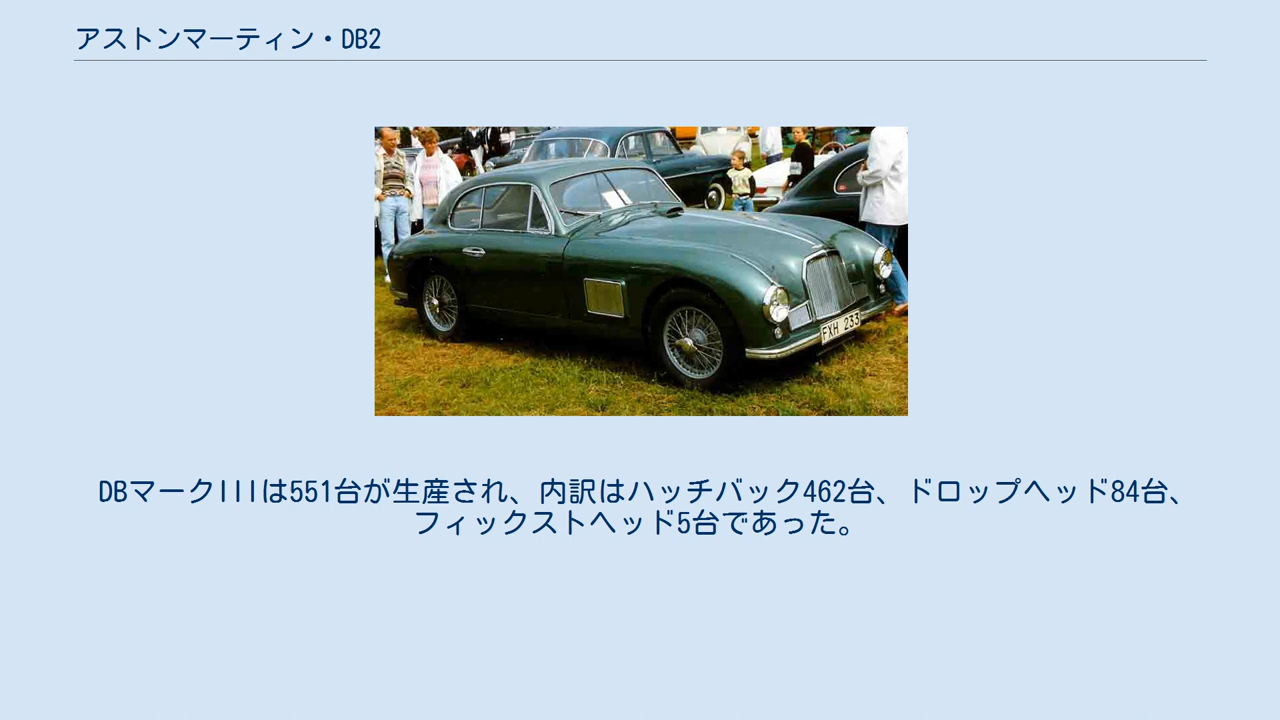 アストンマーティン・DB2
FXH 233
DBマークIIIは551台が生産され、内訳はハッチバック462台、ドロップヘッド84台、
フィックストヘッド5台であった。